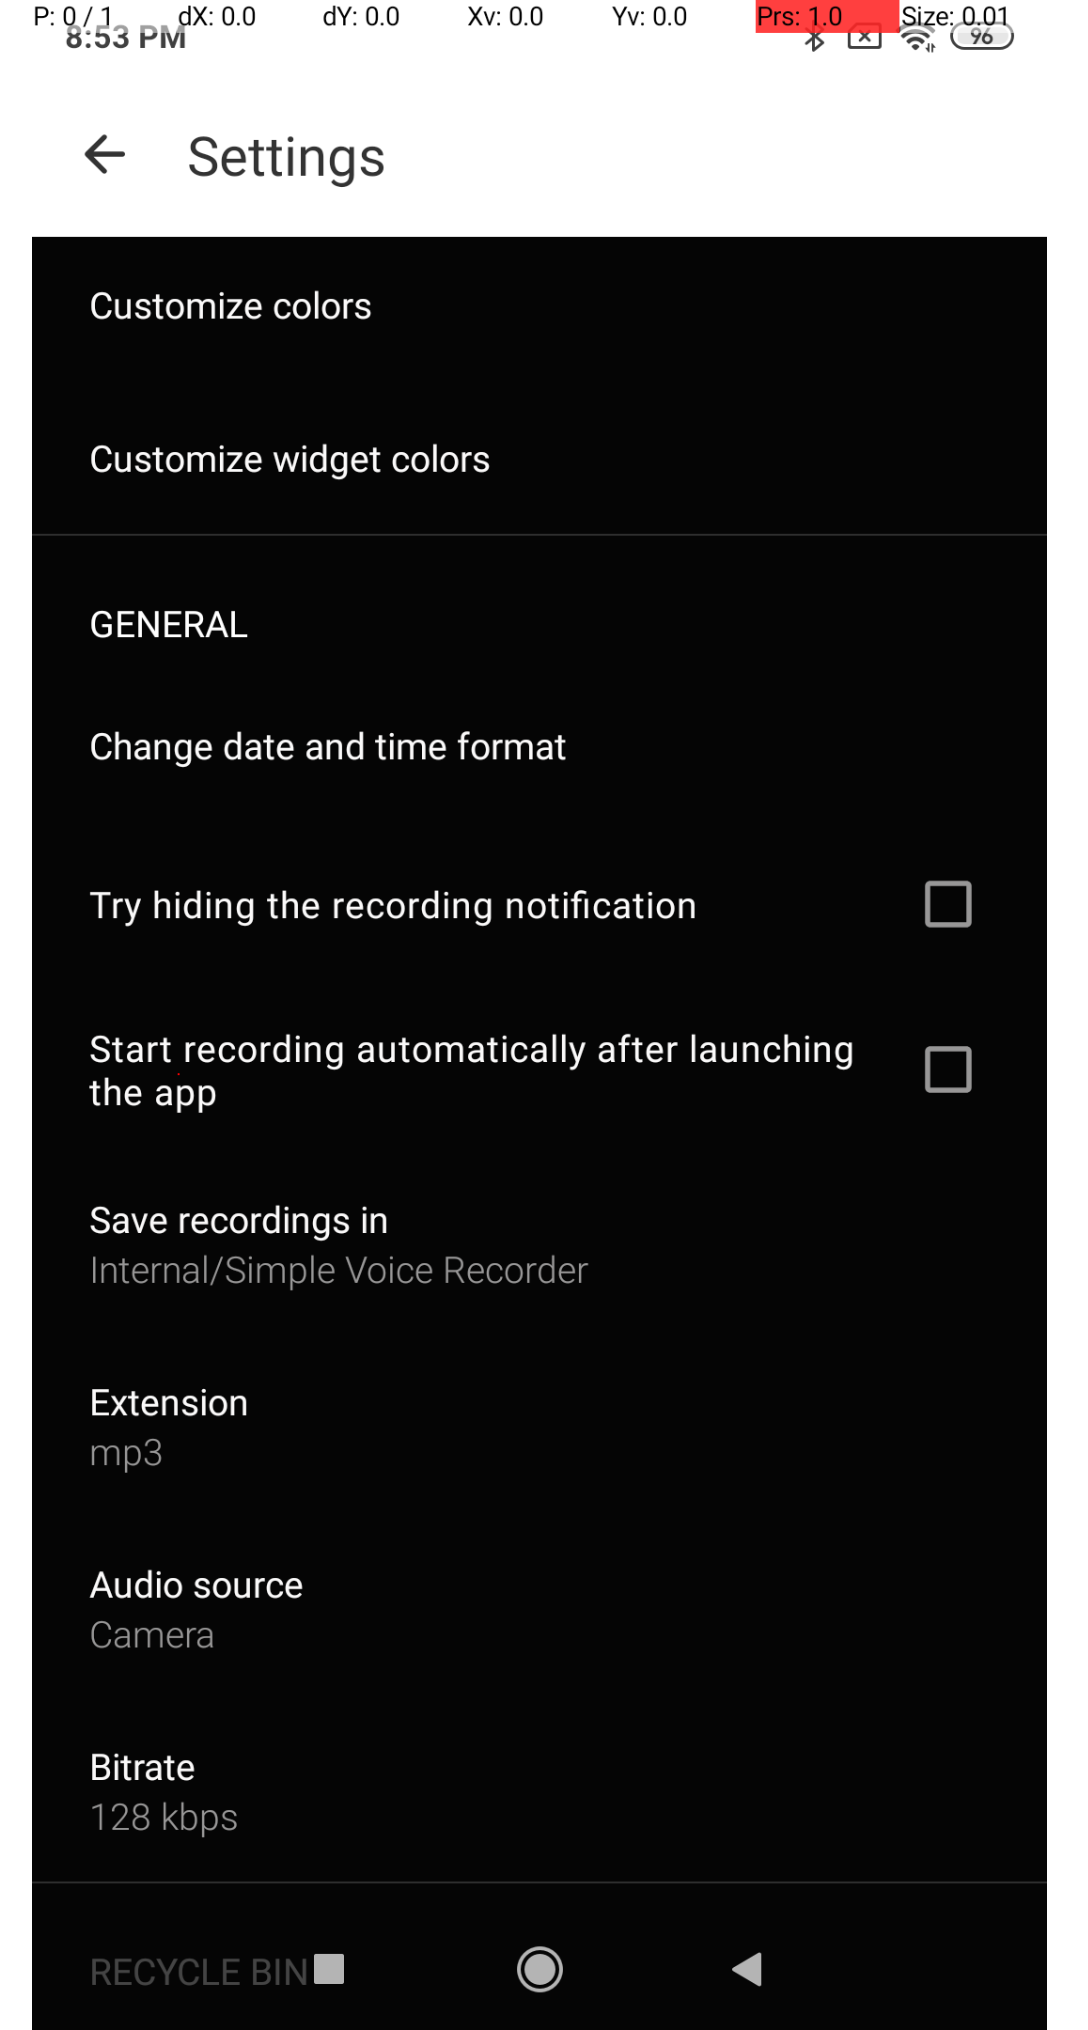 P: 0 / 1 dX: 0.0 dY: 0.0 Xv: 0.0 Yv: 0.0 Prs: 1.0 Size: 0.01
8:53 PM 96
Settings
Customize colors
Customize widget colors
GENERAL
Change date and time format
Try hiding the recording notification
Start recording automatically after launching
the app
Save recordings in
Internal/Simple Voice Recorder
Extension
mp3
Audio source
Camera
Bitrate
128 kbps
RECYCLE BIN